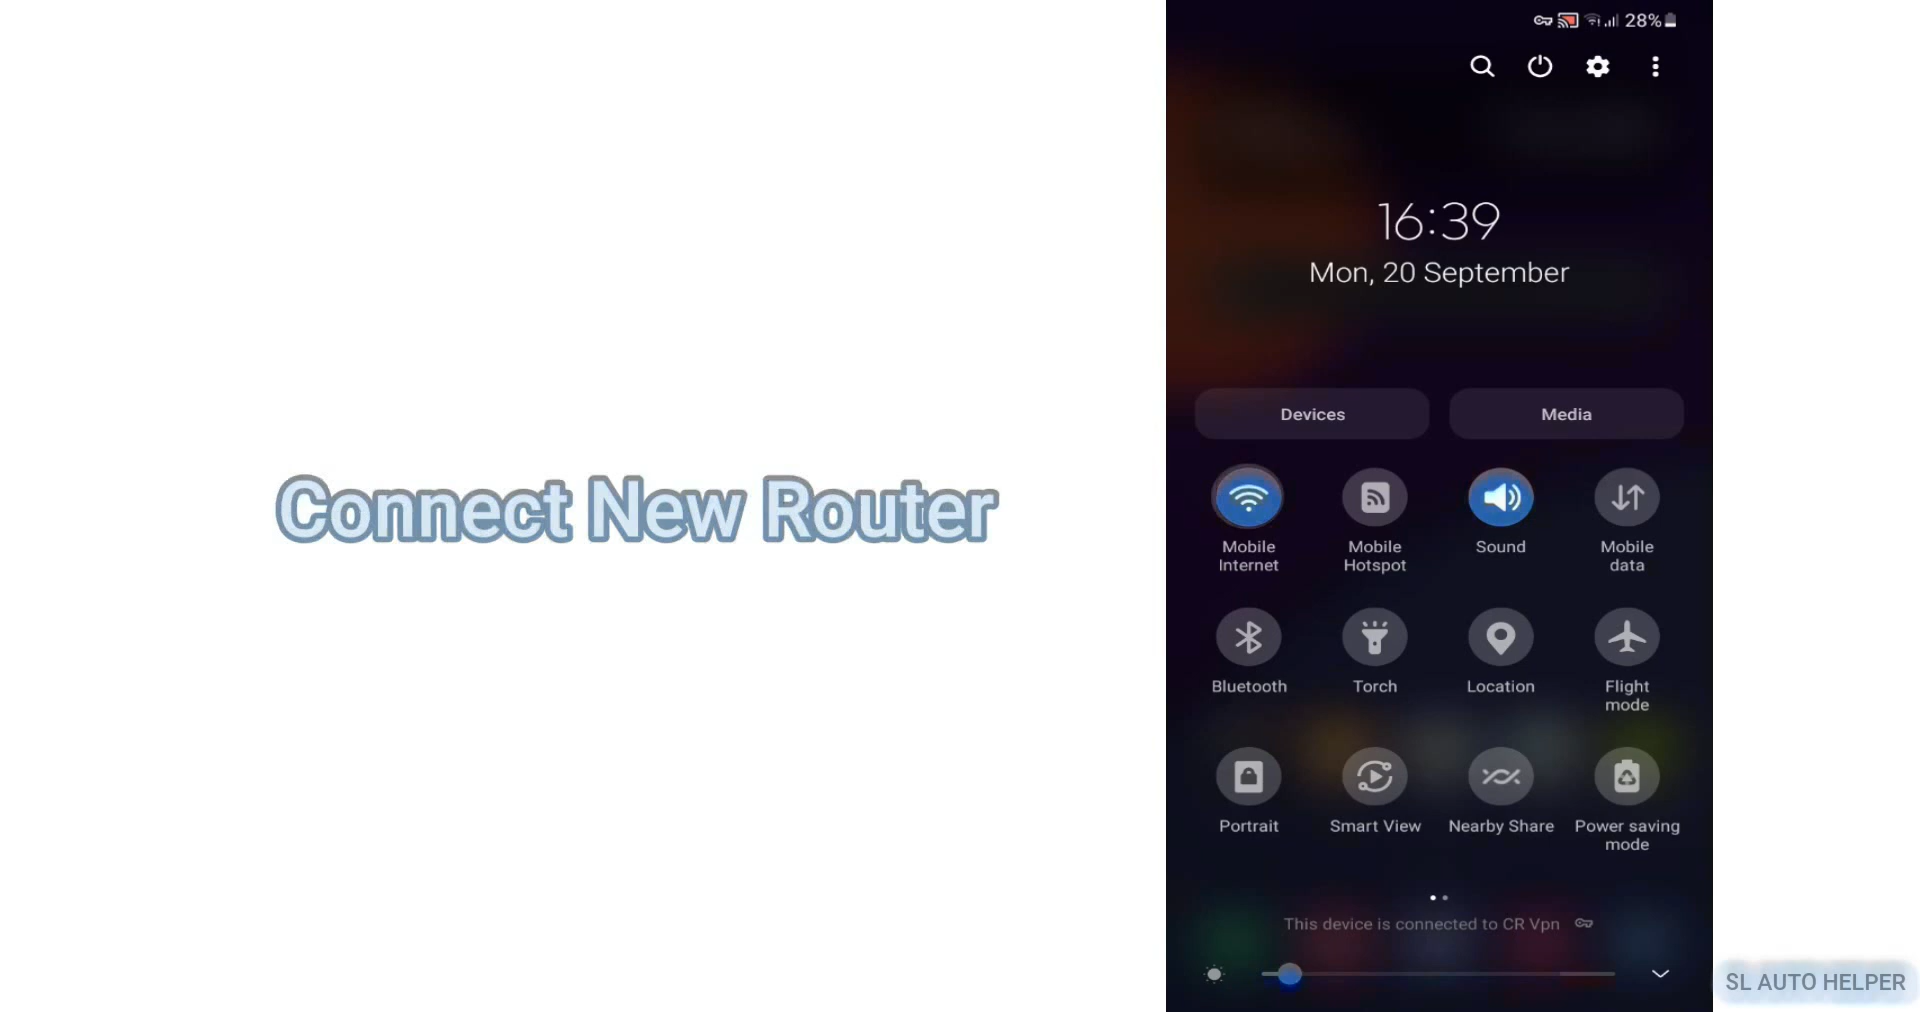 28%
16:39
Mon, 20 September
Devices
Media
Connect New Router
Mobile
Internet
Mobile
Hotspot
Sound
Mobile
data
Bluetooth
Torch
Location
Flight
mode
Portrait
Smart View
Nearby Share
Power saving
mode
This device is connected to CR Vpn
SL AUTO HELPER